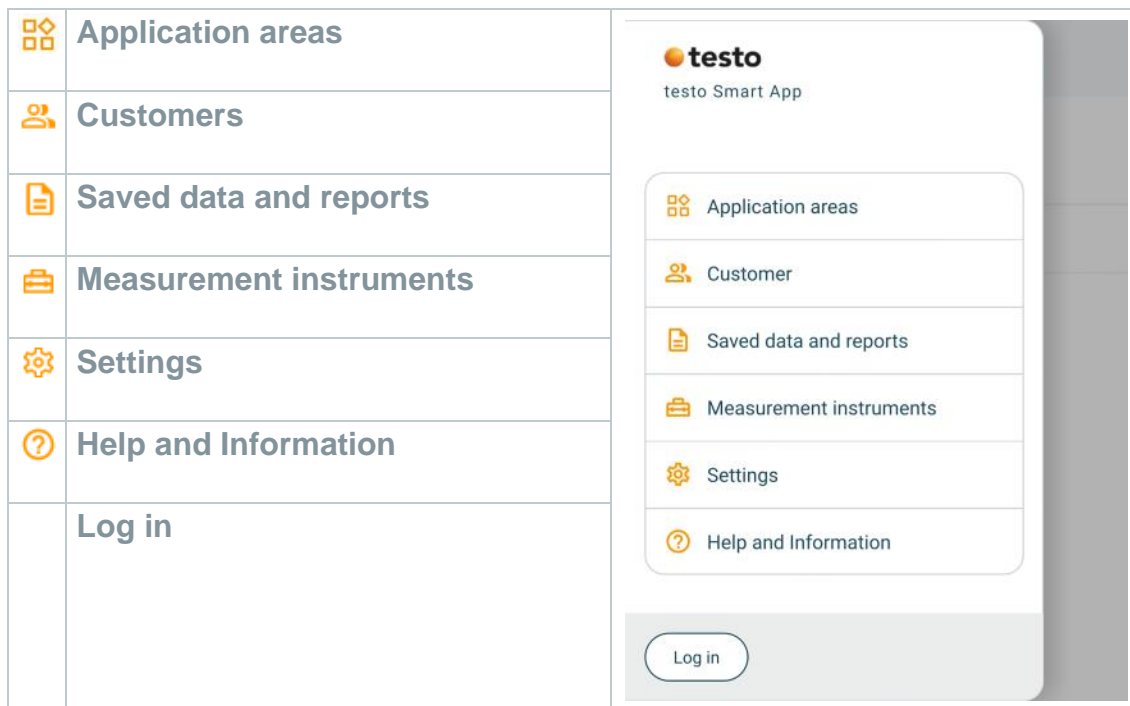 Application areas
Customers
Saved data and reports
Measurement instruments
Settings
Help and Information
Log in
testo
testo Smart App
Application areas
Customer
Saved data and reports
Measurement instruments
Settings
Help and Information
Log in